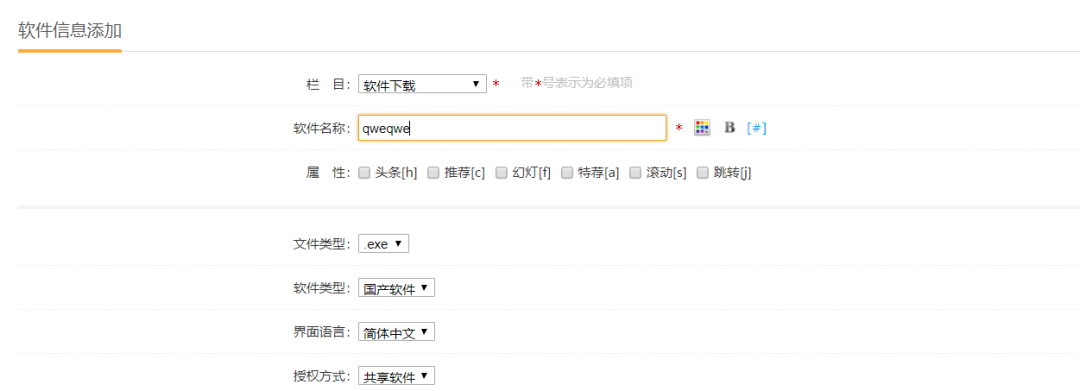 软件信息添加
栏 目： 软件下载 * 带*号表示为必填项
软件名称： qweqwe * B [#]
属 性： 头条[h] 推荐[c] 幻灯[f] 特荐[a] 滚动[s] 跳转[j]
文件类型： .exe
软件类型： 国产软件
界面语言： 简体中文
授权方式： 共享软件